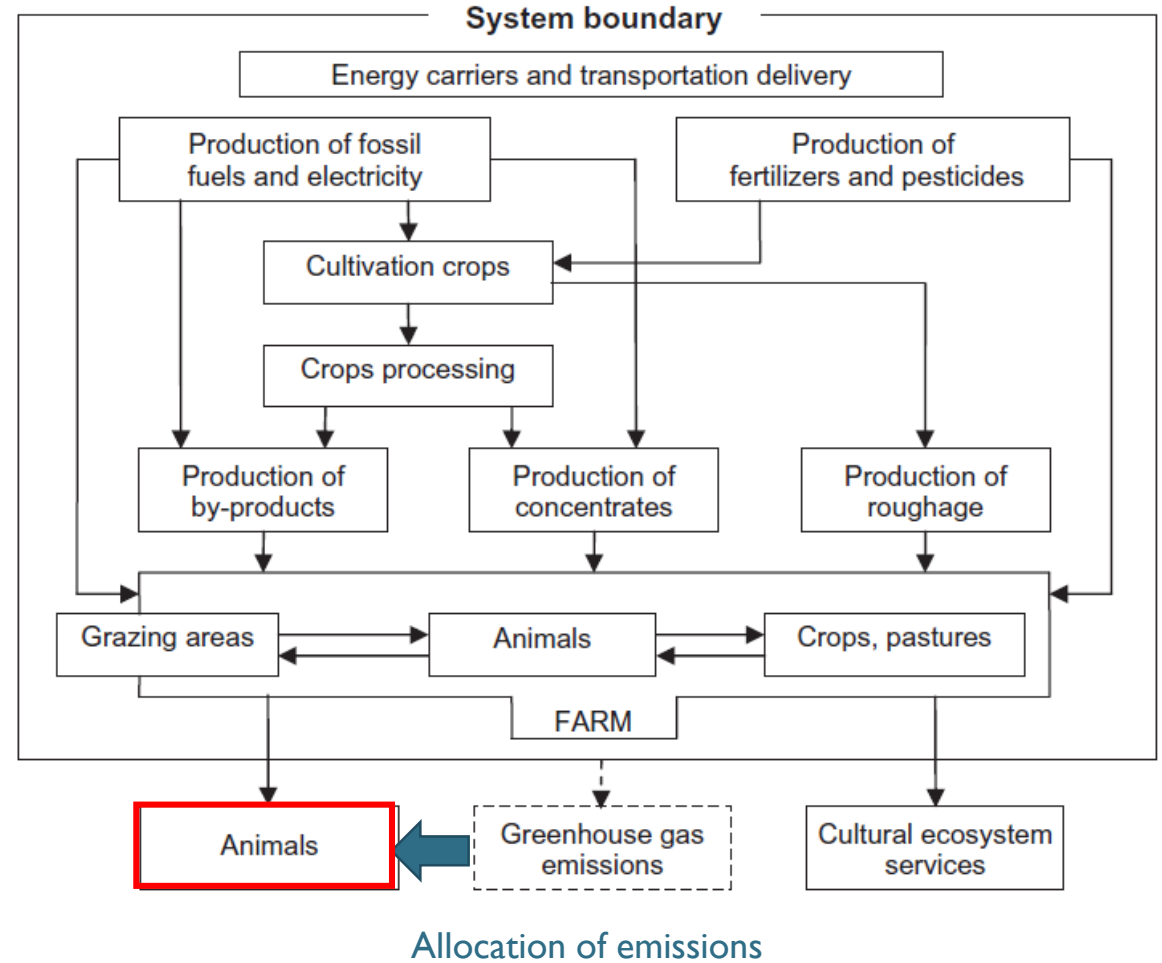 System boundary
Energy carriers and transportation delivery
Production of fossil
fuels and electricity
Production of
fertilizers and pesticides
Cultivation crops
Crops processing
Production of
by-products
Production of
concentrates
Production of
roughage
Grazing areas
Animals
Crops, pastures
FARM
Animals
Greenhouse gas
emissions
Cultural ecosystem
services
Allocation of emissions